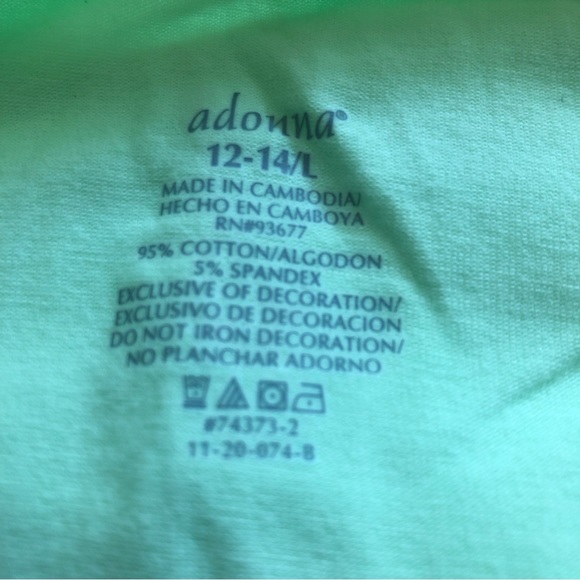 adonna®
12-14/L
MADE IN CAMBODIA/
HECHO EN CAMBOYA
RN#93677
95% COTTON/ALGODON
5% SPANDEX
EXCLUSIVE OF DECORATION/
EXCLUSIVO DE DECORACION
DO NOT IRON DECORATION/
NO PLANCHAR ADORNO
#74373-2
11-20-074-B